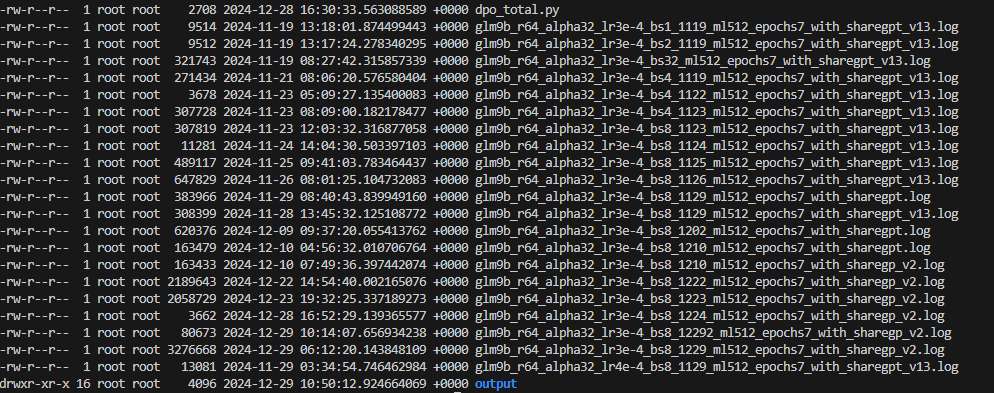 -rw-r--r--  1 root root    2708 2024-12-28 16:30:33.563088589 +0000 dpo_total.py
-rw-r--r--  1 root root    9514 2024-11-19 13:18:01.874499443 +0000 glm9b_r64_alpha32_lr3e-4_bs1_1119_ml512_epochs7_with_sharegpt_v13.log
-rw-r--r--  1 root root    9512 2024-11-19 13:17:24.278340295 +0000 glm9b_r64_alpha32_lr3e-4_bs2_1119_ml512_epochs7_with_sharegpt_v13.log
-rw-r--r--  1 root root  321743 2024-11-19 08:27:42.315857339 +0000 glm9b_r64_alpha32_lr3e-4_bs32_ml512_epochs7_with_sharegpt_v13.log
-rw-r--r--  1 root root  271434 2024-11-21 08:06:20.576580404 +0000 glm9b_r64_alpha32_lr3e-4_bs4_1119_ml512_epochs7_with_sharegpt_v13.log
-rw-r--r--  1 root root    3678 2024-11-23 05:09:27.135400083 +0000 glm9b_r64_alpha32_lr3e-4_bs4_1122_ml512_epochs7_with_sharegpt_v13.log
-rw-r--r--  1 root root  307728 2024-11-23 08:09:00.182178477 +0000 glm9b_r64_alpha32_lr3e-4_bs4_1123_ml512_epochs7_with_sharegpt_v13.log
-rw-r--r--  1 root root  307819 2024-11-23 12:03:32.316877058 +0000 glm9b_r64_alpha32_lr3e-4_bs8_1123_ml512_epochs7_with_sharegpt_v13.log
-rw-r--r--  1 root root   11281 2024-11-24 14:04:30.503397103 +0000 glm9b_r64_alpha32_lr3e-4_bs8_1124_ml512_epochs7_with_sharegpt_v13.log
-rw-r--r--  1 root root  489117 2024-11-25 09:41:03.783464437 +0000 glm9b_r64_alpha32_lr3e-4_bs8_1125_ml512_epochs7_with_sharegpt_v13.log
-rw-r--r--  1 root root  647829 2024-11-26 08:01:25.104732083 +0000 glm9b_r64_alpha32_lr3e-4_bs8_1126_ml512_epochs7_with_sharegpt_v13.log
-rw-r--r--  1 root root  383966 2024-11-29 08:40:43.839949160 +0000 glm9b_r64_alpha32_lr3e-4_bs8_1129_ml512_epochs7_with_sharegpt.log
-rw-r--r--  1 root root  308399 2024-11-28 13:45:32.125108772 +0000 glm9b_r64_alpha32_lr3e-4_bs8_1129_ml512_epochs7_with_sharegpt_v13.log
-rw-r--r--  1 root root  620376 2024-12-09 09:37:20.055413762 +0000 glm9b_r64_alpha32_lr3e-4_bs8_1202_ml512_epochs7_with_sharegpt.log
-rw-r--r--  1 root root  163479 2024-12-10 04:56:32.010706764 +0000 glm9b_r64_alpha32_lr3e-4_bs8_1210_ml512_epochs7_with_sharegpt.log
-rw-r--r--  1 root root  163433 2024-12-10 07:49:36.397442074 +0000 glm9b_r64_alpha32_lr3e-4_bs8_1210_ml512_epochs7_with_sharegp_v2.log
-rw-r--r--  1 root root 2189643 2024-12-22 14:54:40.002165076 +0000 glm9b_r64_alpha32_lr3e-4_bs8_1222_ml512_epochs7_with_sharegp_v2.log
-rw-r--r--  1 root root 2058729 2024-12-23 19:32:25.337189273 +0000 glm9b_r64_alpha32_lr3e-4_bs8_1223_ml512_epochs7_with_sharegp_v2.log
-rw-r--r--  1 root root    3662 2024-12-28 16:52:29.139365577 +0000 glm9b_r64_alpha32_lr3e-4_bs8_1224_ml512_epochs7_with_sharegp_v2.log
-rw-r--r--  1 root root   80673 2024-12-29 10:14:07.656934238 +0000 glm9b_r64_alpha32_lr3e-4_bs8_12292_ml512_epochs7_with_sharegp_v2.log
-rw-r--r--  1 root root 3276668 2024-12-29 06:12:20.143848109 +0000 glm9b_r64_alpha32_lr3e-4_bs8_1229_ml512_epochs7_with_sharegp_v2.log
-rw-r--r--  1 root root   13081 2024-11-29 03:34:54.746462984 +0000 glm9b_r64_alpha32_lr4e-4_bs8_1129_ml512_epochs7_with_sharegpt_v13.log
drwxr-xr-x 16 root root    4096 2024-12-29 10:50:12.924664069 +0000 output